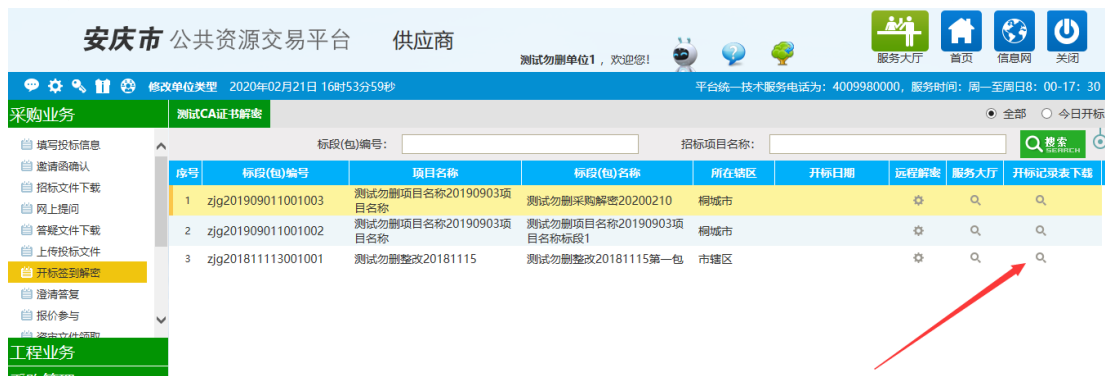 安庆市 公共资源交易平台 供应商
测试勿删单位1 ，欢迎您!
服务大厅 首页 信息网 关闭
修改单位类型 2020年02月21日 16时53分59秒 平台统一技术服务电话为：4009980000，服务时间：周一至周日8：00-17：30
采购业务
测试CA证书解密
全部 今日开标
填写投标信息
邀请函确认
招标文件下载
网上提问
答疑文件下载
上传投标文件
开标签到解密
澄清答复
报价参与
资审文件领取
工程业务
标段(包)编号： 招标项目名称： 搜索 SEARCH
序号 标段(包)编号 项目名称 标段(包)名称 所在辖区 开标日期 远程解密 服务大厅 开标记录表下载
1 zjg201909011001003 测试勿删项目名称20190903项目名称 测试勿删采购解密20200210 桐城市
2 zjg201909011001002 测试勿删项目名称20190903项目名称 测试勿删项目名称20190903项目名称标段1 桐城市
3 zjg201811113001001 测试勿删整改20181115 测试勿删整改20181115第一包 市辖区